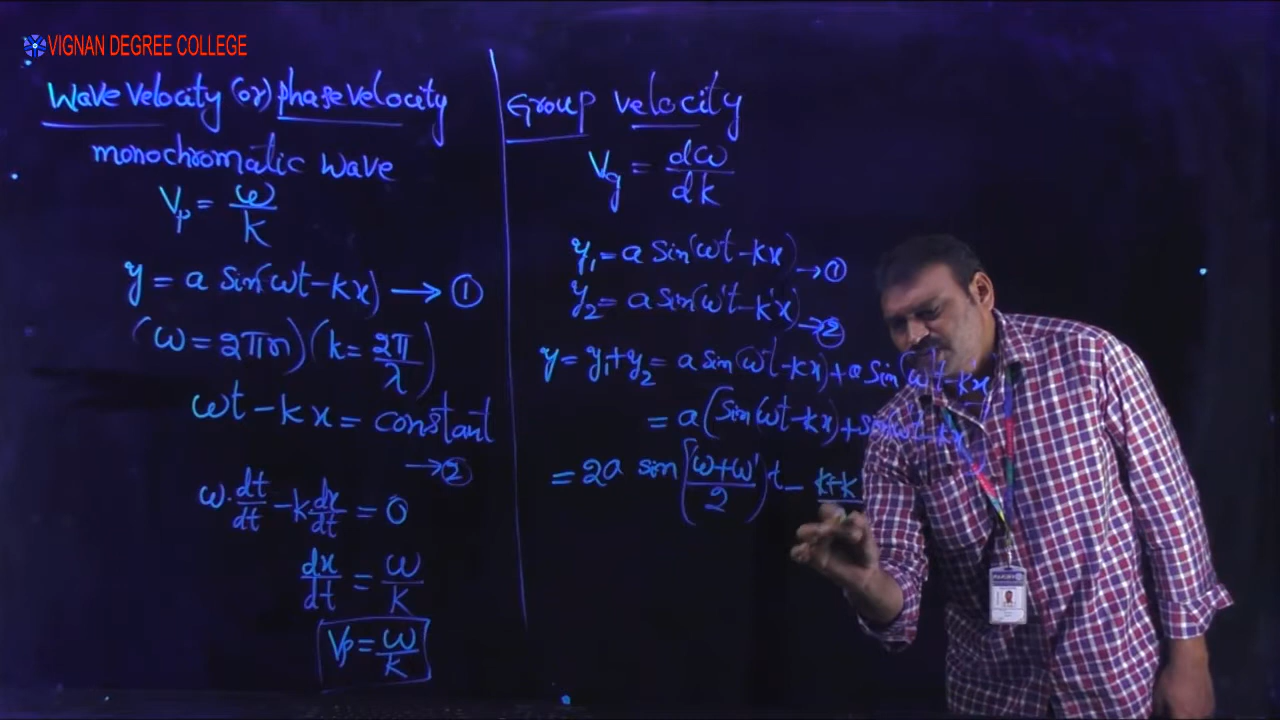 VIGNAN DEGREE COLLEGE
Wave velocity (or) phase velocity
monochromatic wave
Vp = ω/k
y = a sin(ωt - kx) → ①
(ω = 2πn) (k = 2π/λ)
ωt - kx = constant
→ ②
ω. dt/dt - k dx/dt = 0
dx/dt = ω/k
Vp = ω/k
Group velocity
Vg = dω/dk
y₁ = a sin(ωt - kx) → ①
y₂ = a sin(ω't - k'x) → ②
y = y₁ + y₂ = a sin(ωt - kx) + a sin(ω't - k'x)
= a(sin(ωt - kx) + sin(ω't - k'x
= 2a sin(ω+ω'/2)t - k+k